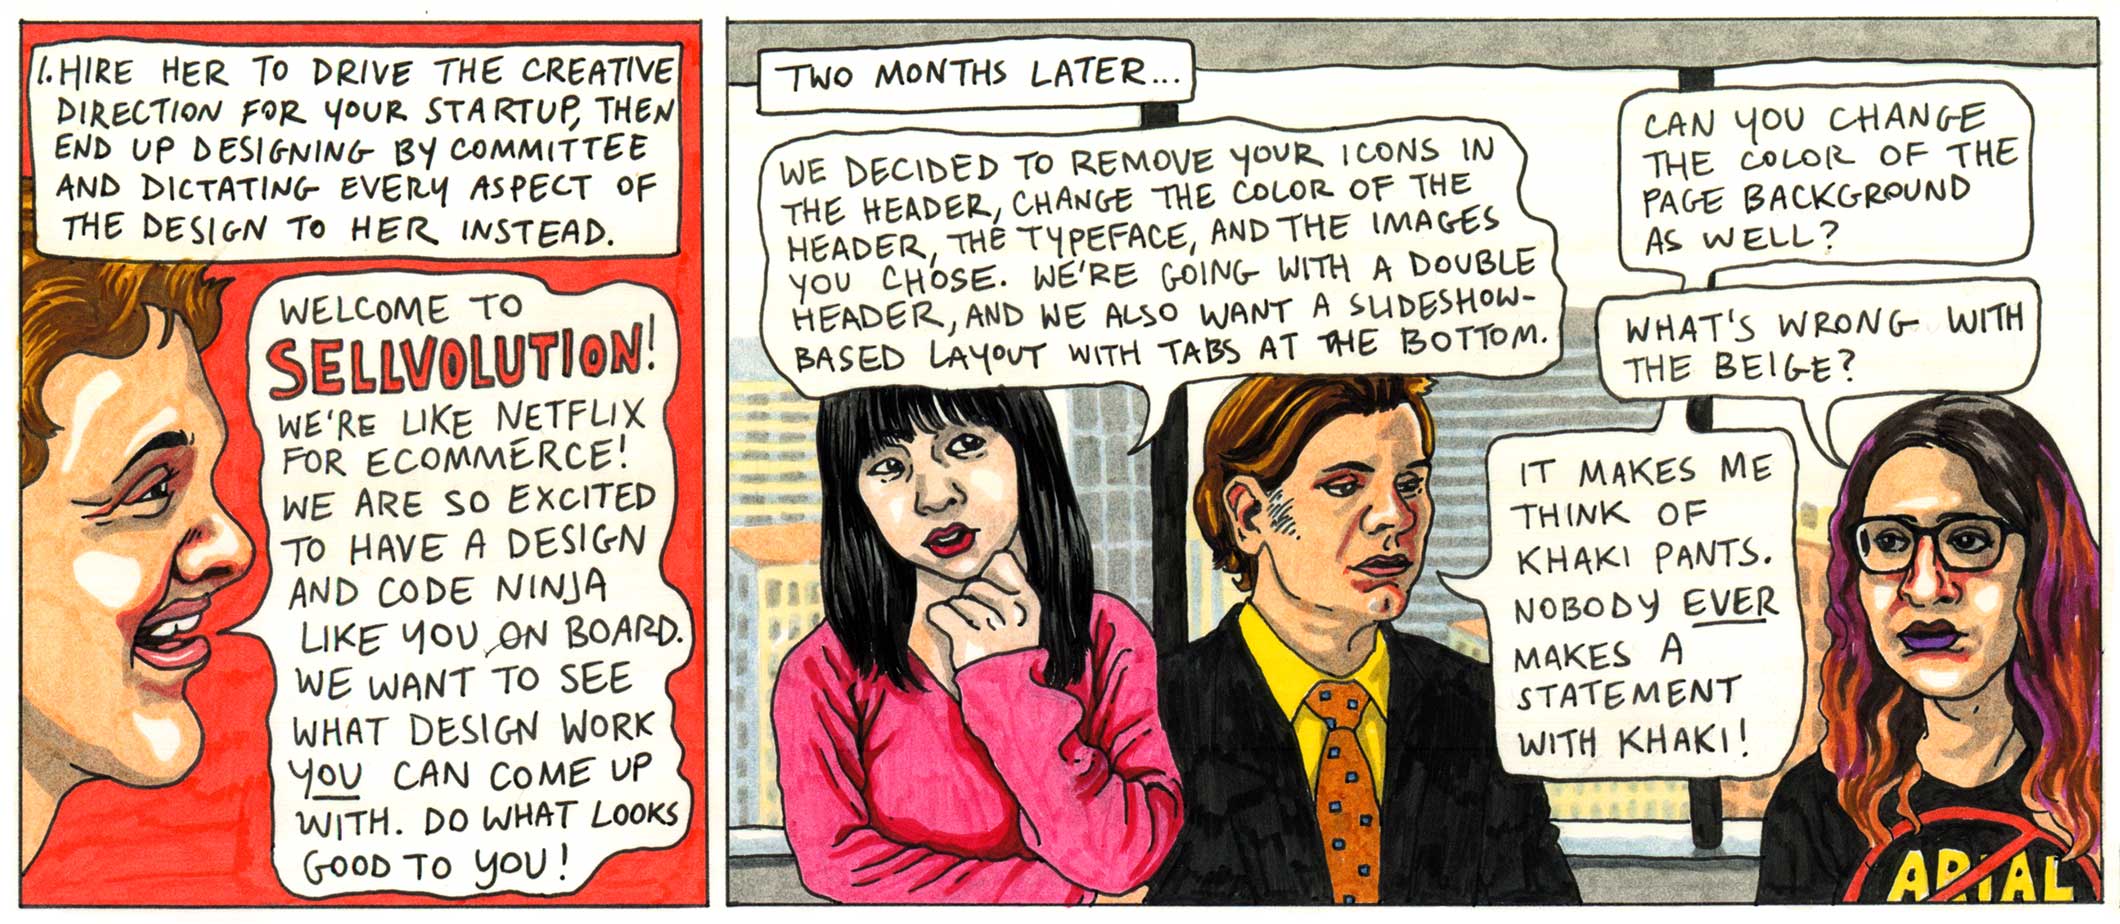 1. HIRE HER TO DRIVE THE CREATIVE
DIRECTION FOR YOUR STARTUP, THEN
END UP DESIGNING BY COMMITTEE
AND DICTATING EVERY ASPECT OF
THE DESIGN TO HER INSTEAD.
WELCOME TO
SELLVOLUTION!
WE'RE LIKE NETFLIX
FOR ECOMMERCE!
WE ARE SO EXCITED
TO HAVE A DESIGN
AND CODE NINJA
LIKE YOU ON BOARD.
WE WANT TO SEE
WHAT DESIGN WORK
YOU CAN COME UP
WITH. DO WHAT LOOKS
GOOD TO YOU!
TWO MONTHS LATER...
WE DECIDED TO REMOVE YOUR ICONS IN
THE HEADER, CHANGE THE COLOR OF THE
HEADER, THE TYPEFACE, AND THE IMAGES
YOU CHOSE. WE'RE GOING WITH A DOUBLE
HEADER, AND WE ALSO WANT A SLIDESHOW-
BASED LAYOUT WITH TABS AT THE BOTTOM.
CAN YOU CHANGE
THE COLOR OF THE
PAGE BACKGROUND
AS WELL?
WHAT'S WRONG WITH
THE BEIGE?
IT MAKES ME
THINK OF
KHAKI PANTS.
NOBODY EVER
MAKES A
STATEMENT
WITH KHAKI!
ARIAL